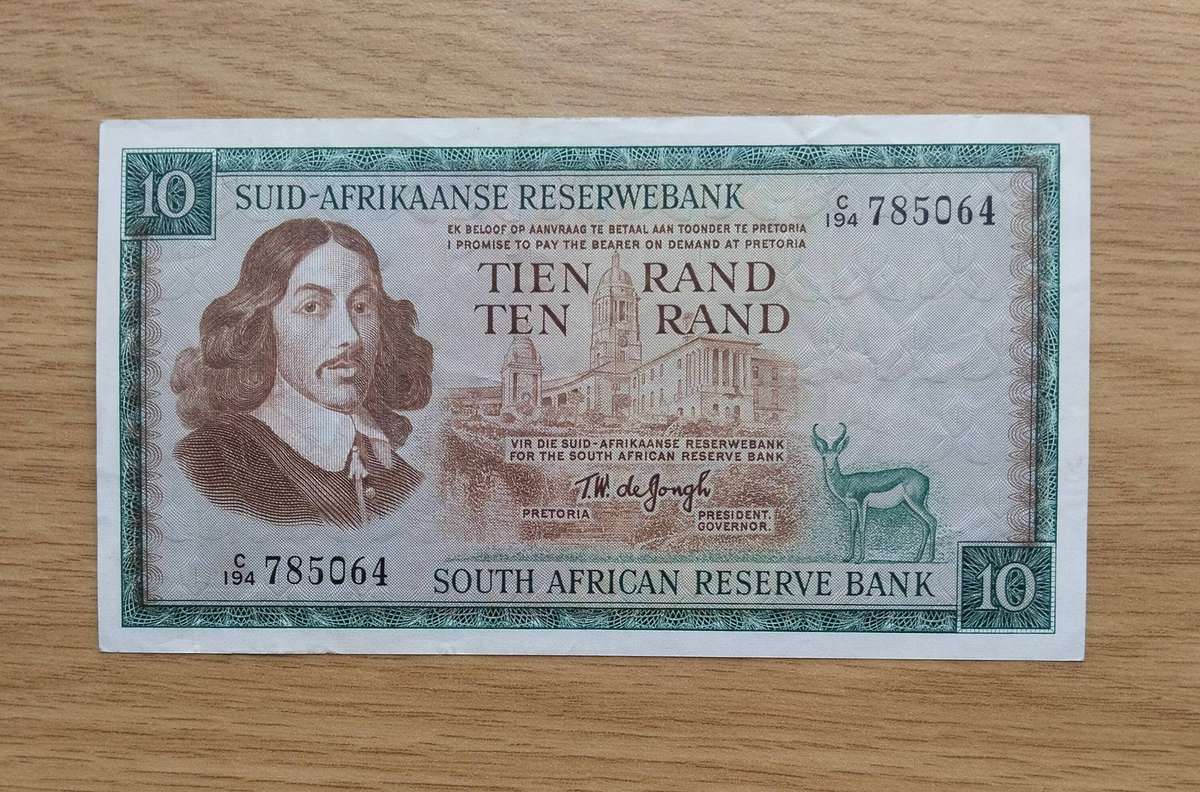 10
SUID-AFRIKAANSE RESERWEBANK
C/194 785064
EK BELOOF OP AANVRAAG TE BETAAL AAN TOONDER TE PRETORIA
I PROMISE TO PAY THE BEARER ON DEMAND AT PRETORIA
TIEN RAND
TEN RAND
VIR DIE SUID-AFRIKAANSE RESERWEBANK
FOR THE SOUTH AFRICAN RESERVE BANK
T.W. de Jongh
PRETORIA
PRESIDENT.
GOVERNOR.
C/194 785064
SOUTH AFRICAN RESERVE BANK
10